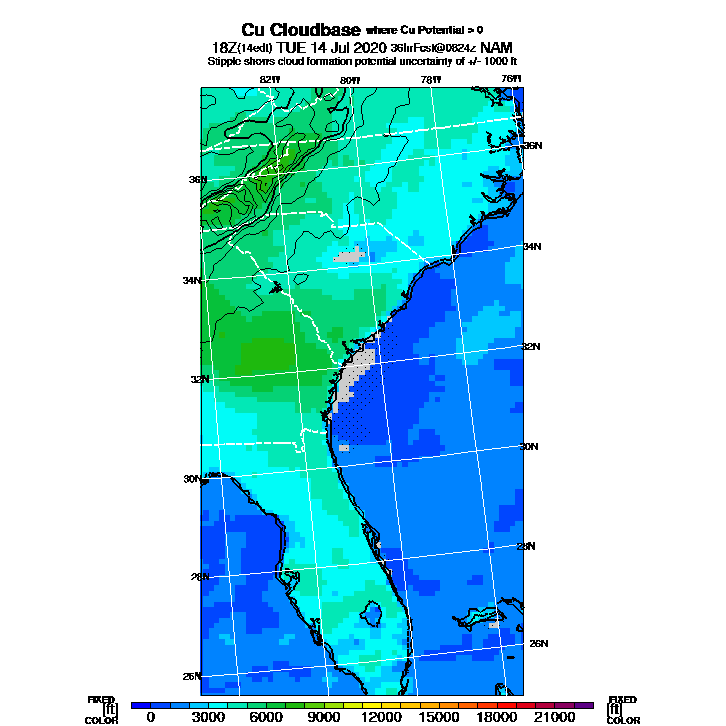 Cu Cloudbase where Cu Potential > 0
18Z(14edt) TUE 14 Jul 2020 36hrFcst@0824z NAM
Stipple shows cloud formation potential uncertainty of +/- 1000 ft
82W 80W 78W 76W
36N
36N
34N
34N
32N
32N
30N
30N
28N
28N
26N
26N
FIXED FIXED
[ft] [ft]
COLOR COLOR
0 3000 6000 9000 12000 15000 18000 21000